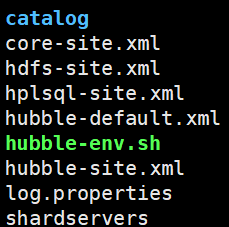 catalog
core-site.xml
hdfs-site.xml
hplsql-site.xml
hubble-default.xml
hubble-env.sh
hubble-site.xml
log.properties
shardservers